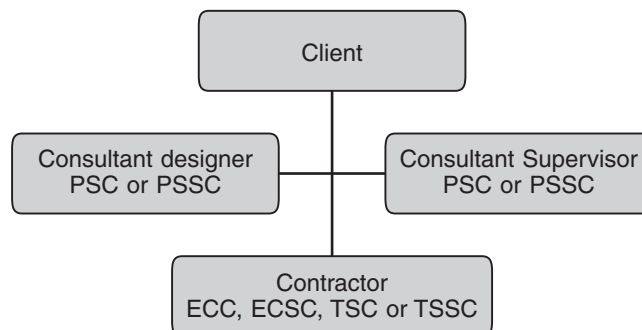 Client
Consultant designer
PSC or PSSC
Consultant Supervisor
PSC or PSSC
Contractor
ECC, ECSC, TSC or TSSC